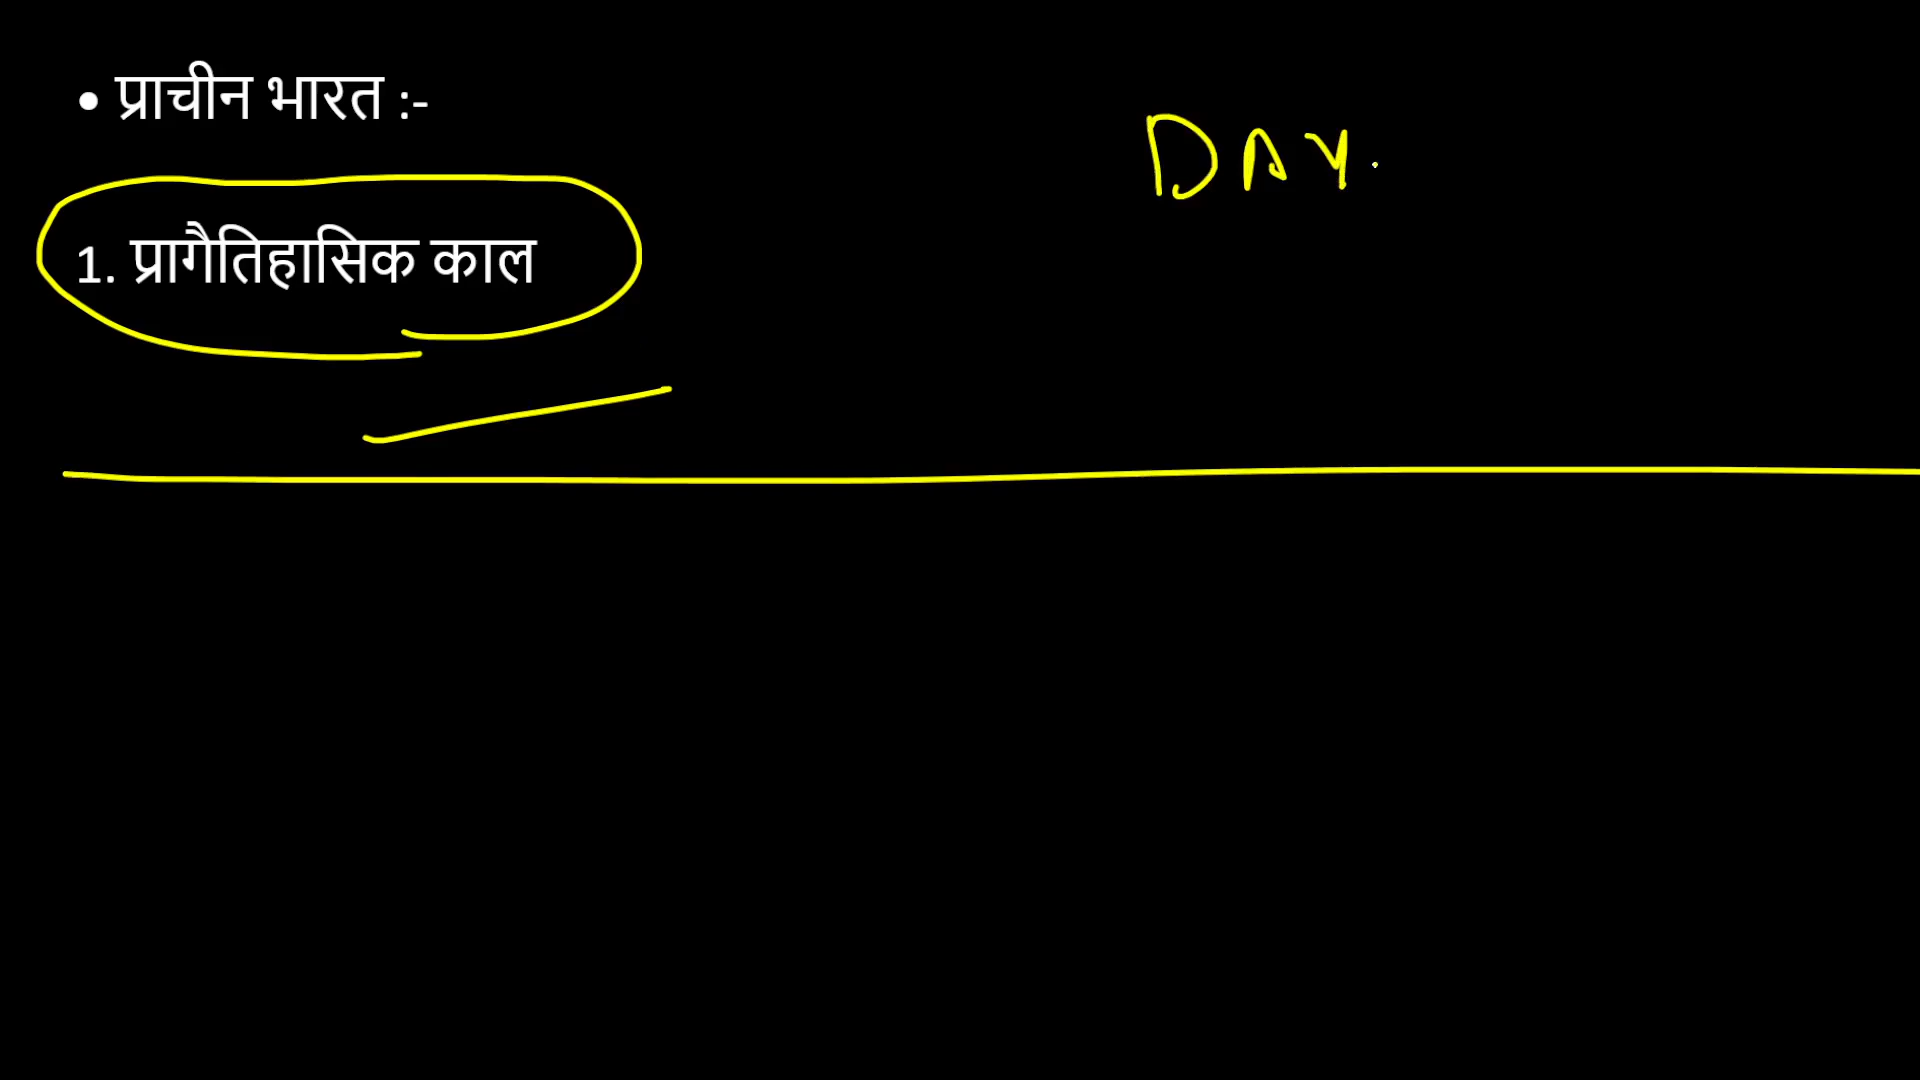 • प्राचीन भारत :-
DAY.
1. प्रागैतिहासिक काल